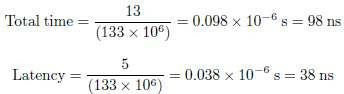 Total time = 13 / (133 × 10⁶) = 0.098 × 10⁻⁶ s = 98 ns
Latency = 5 / (133 × 10⁶) = 0.038 × 10⁻⁶ s = 38 ns